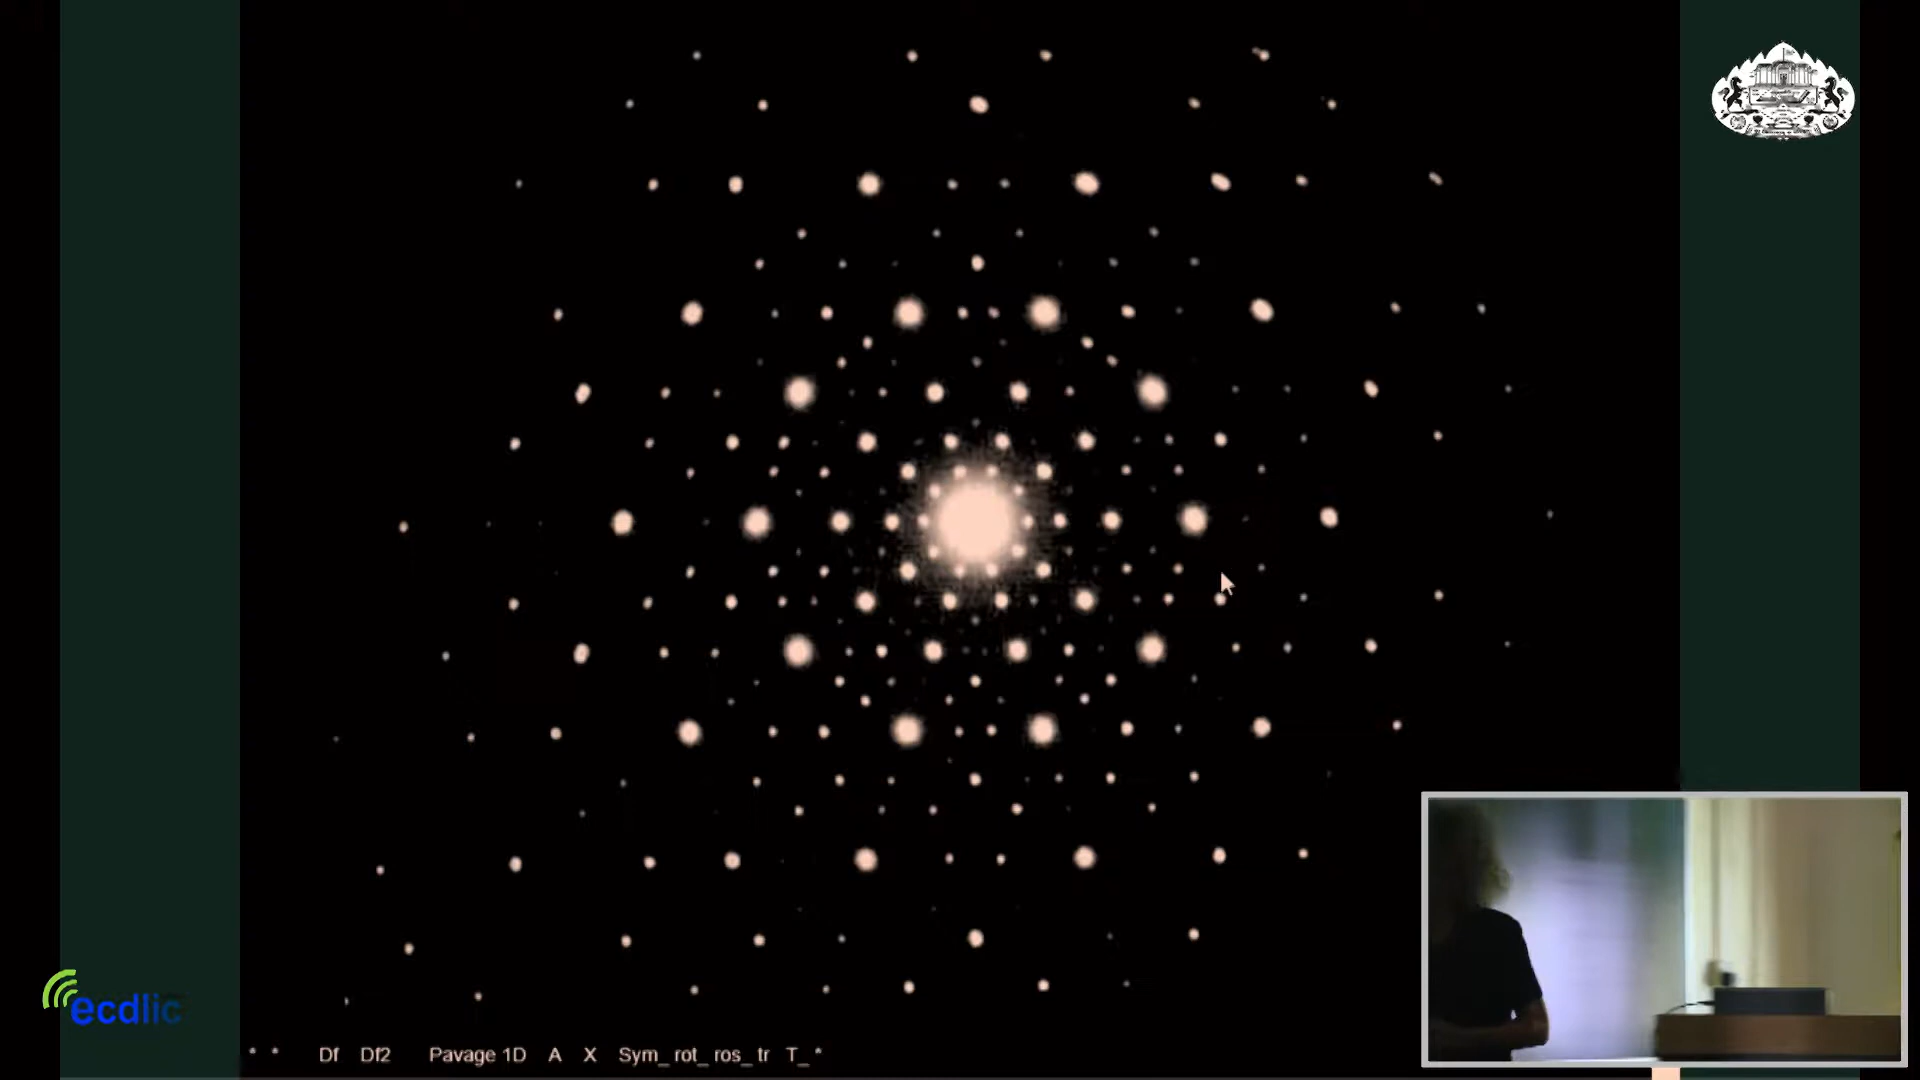 ecdlic
* * Df Df2 Pavage 1D A X Sym_ rot_ ros_ tr T_ *